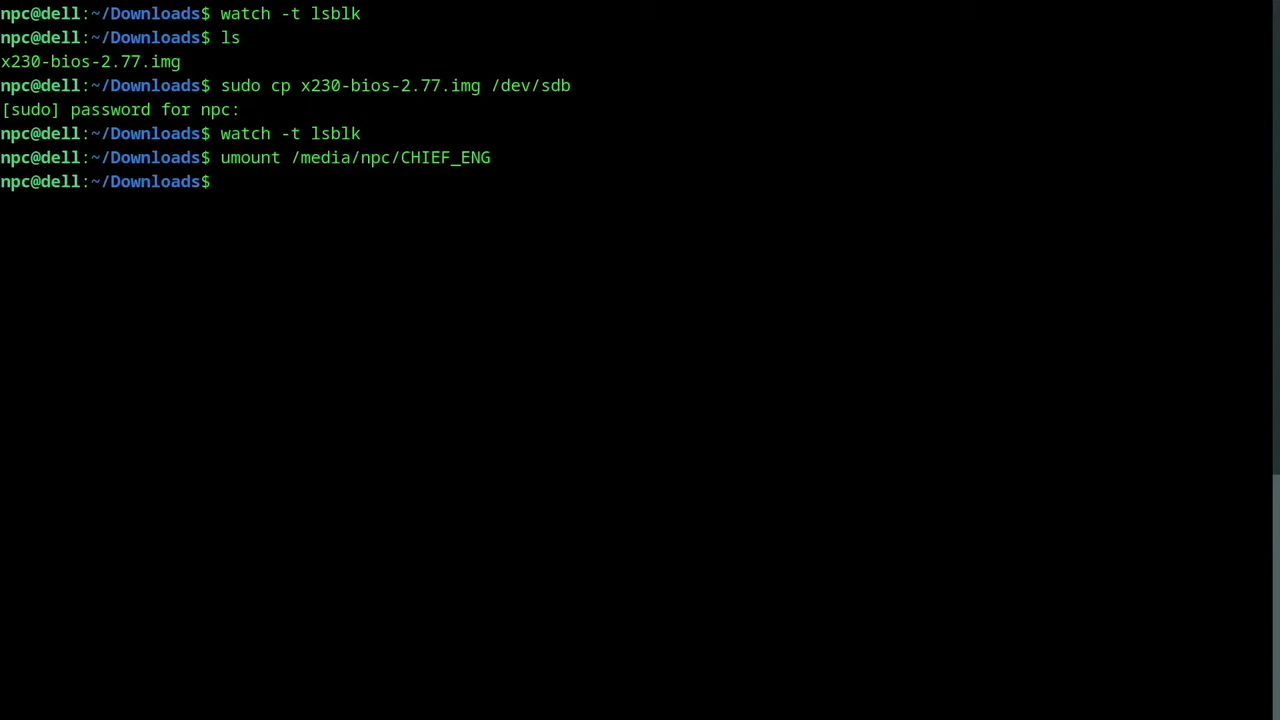 npc@dell:~/Downloads$ watch -t lsblk
npc@dell:~/Downloads$ ls
x230-bios-2.77.img
npc@dell:~/Downloads$ sudo cp x230-bios-2.77.img /dev/sdb
[sudo] password for npc:
npc@dell:~/Downloads$ watch -t lsblk
npc@dell:~/Downloads$ umount /media/npc/CHIEF_ENG
npc@dell:~/Downloads$